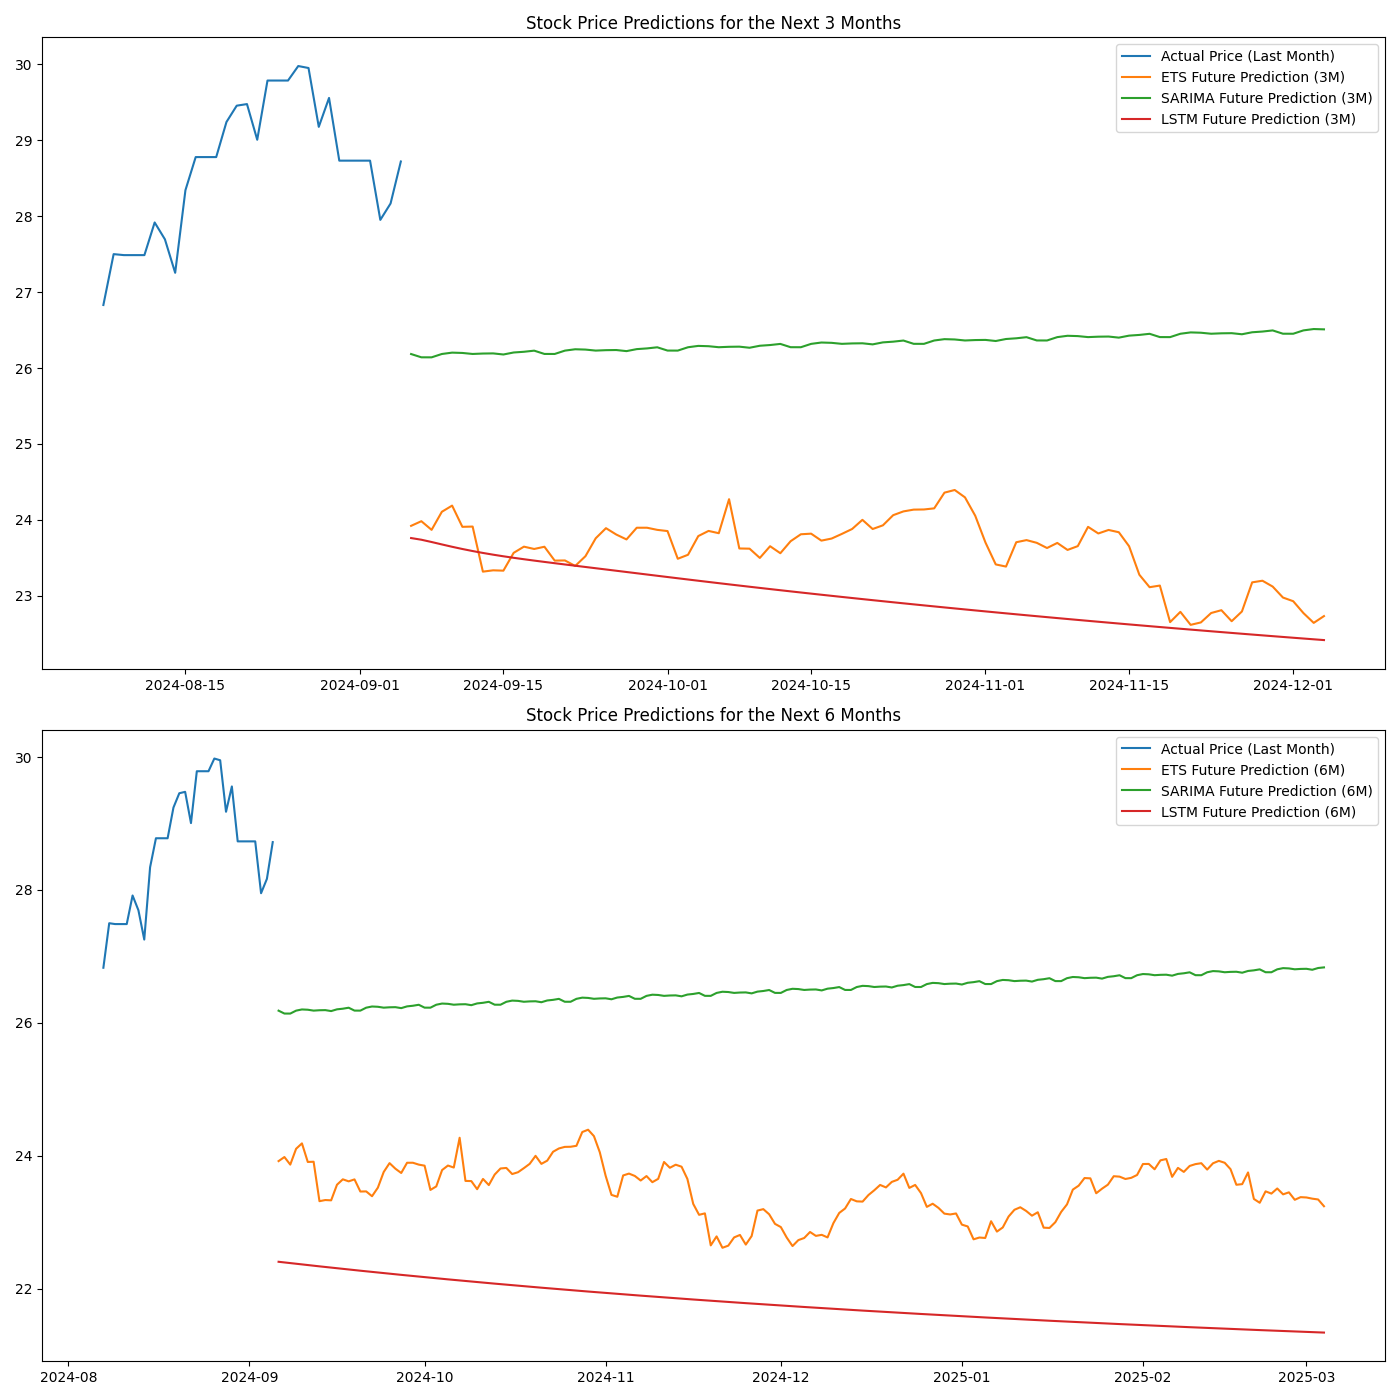 Stock Price Predictions for the Next 3 Months
Actual Price (Last Month)
ETS Future Prediction (3M)
SARIMA Future Prediction (3M)
LSTM Future Prediction (3M)
30
29
28
27
26
25
24
23
2024-08-15
2024-09-01
2024-09-15
2024-10-01
2024-10-15
2024-11-01
2024-11-15
2024-12-01
Stock Price Predictions for the Next 6 Months
Actual Price (Last Month)
ETS Future Prediction (6M)
SARIMA Future Prediction (6M)
LSTM Future Prediction (6M)
30
28
26
24
22
2024-08
2024-09
2024-10
2024-11
2024-12
2025-01
2025-02
2025-03